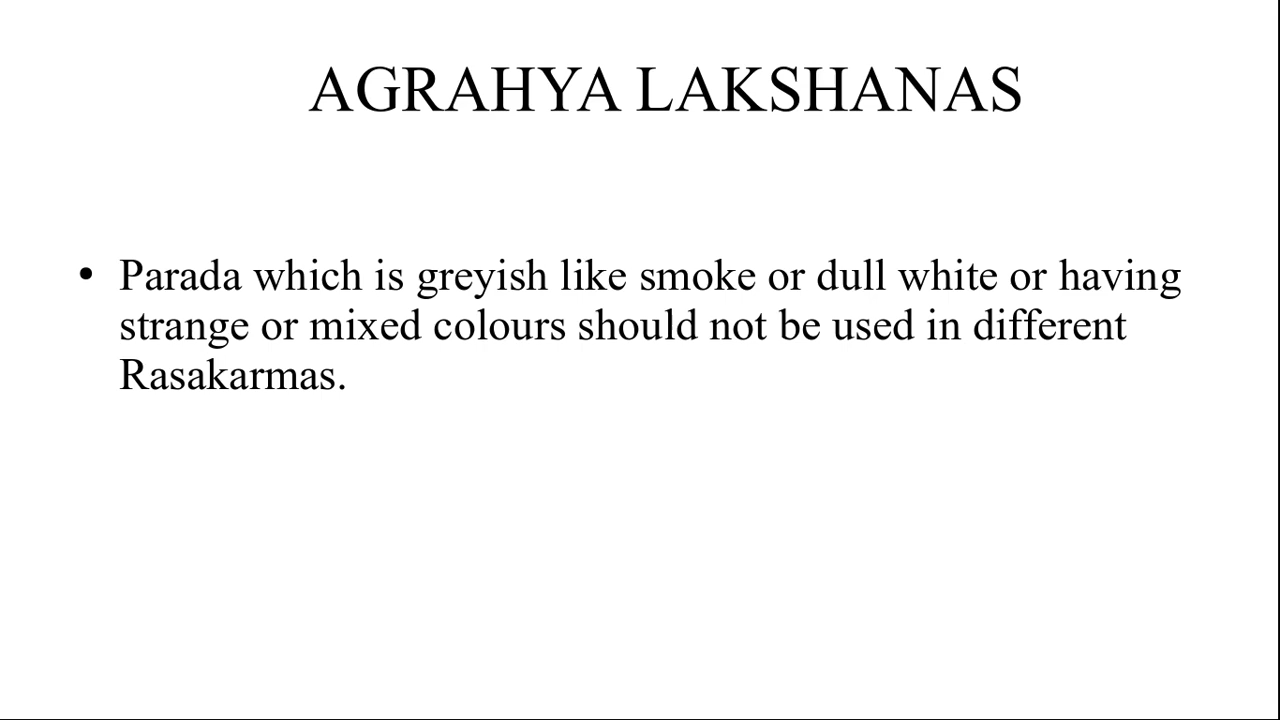 AGRAHYA LAKSHANAS
• Parada which is greyish like smoke or dull white or having
strange or mixed colours should not be used in different
Rasakarmas.